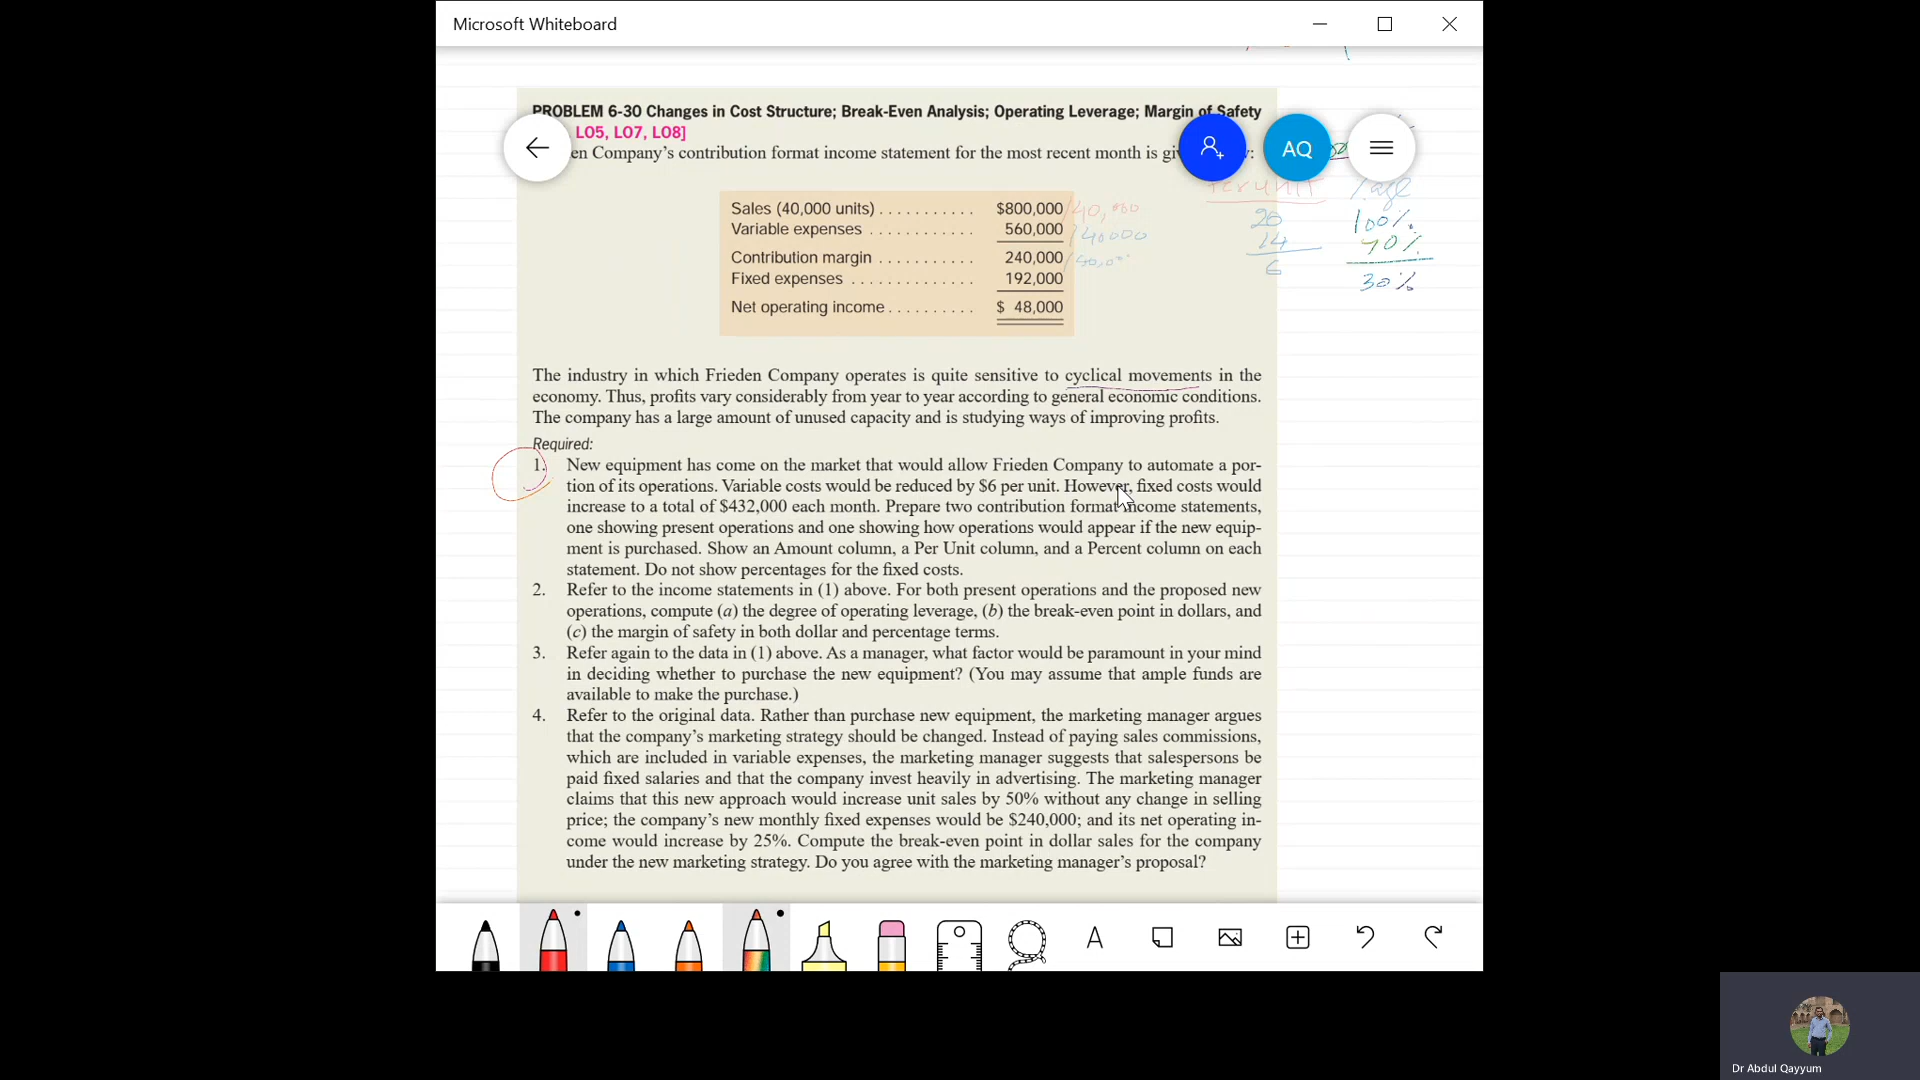 Microsoft Whiteboard
PROBLEM 6-30 Changes in Cost Structure; Break-Even Analysis; Operating Leverage; Margin of Safety
LO5, LO7, LO8]
AQ
en Company’s contribution format income statement for the most recent month is gi
Sales (40,000 units) . . . . . . . . . . . $800,000 /40,000
Variable expenses . . . . . . . . . . . . 560,000 /40000
Contribution margin . . . . . . . . . . . 240,000 /40,000
Fixed expenses . . . . . . . . . . . . . . 192,000
Net operating income . . . . . . . . . . $ 48,000
Per unit
20 100%
14 70%
6 30%
The industry in which Frieden Company operates is quite sensitive to cyclical movements in the
economy. Thus, profits vary considerably from year to year according to general economic conditions.
The company has a large amount of unused capacity and is studying ways of improving profits.
Required:
1. New equipment has come on the market that would allow Frieden Company to automate a por-
tion of its operations. Variable costs would be reduced by $6 per unit. However, fixed costs would
increase to a total of $432,000 each month. Prepare two contribution format income statements,
one showing present operations and one showing how operations would appear if the new equip-
ment is purchased. Show an Amount column, a Per Unit column, and a Percent column on each
statement. Do not show percentages for the fixed costs.
2. Refer to the income statements in (1) above. For both present operations and the proposed new
operations, compute (a) the degree of operating leverage, (b) the break-even point in dollars, and
(c) the margin of safety in both dollar and percentage terms.
3. Refer again to the data in (1) above. As a manager, what factor would be paramount in your mind
in deciding whether to purchase the new equipment? (You may assume that ample funds are
available to make the purchase.)
4. Refer to the original data. Rather than purchase new equipment, the marketing manager argues
that the company’s marketing strategy should be changed. Instead of paying sales commissions,
which are included in variable expenses, the marketing manager suggests that salespersons be
paid fixed salaries and that the company invest heavily in advertising. The marketing manager
claims that this new approach would increase unit sales by 50% without any change in selling
price; the company’s new monthly fixed expenses would be $240,000; and its net operating in-
come would increase by 25%. Compute the break-even point in dollar sales for the company
under the new marketing strategy. Do you agree with the marketing manager’s proposal?
Dr Abdul Qayyum